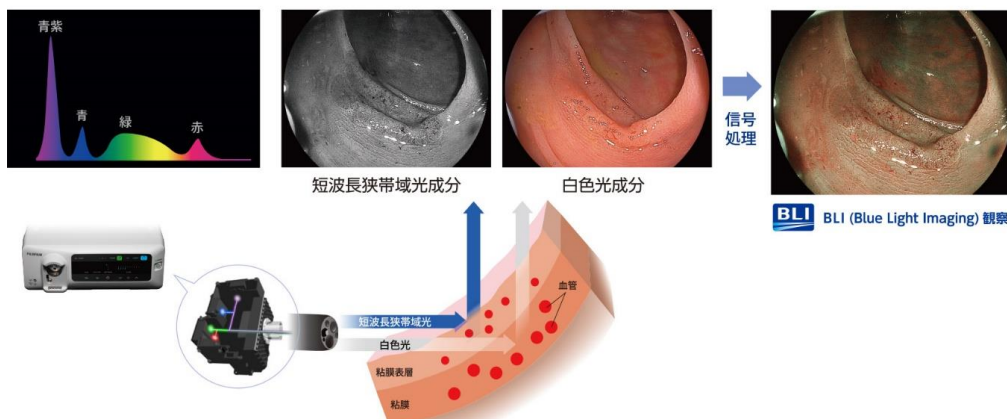 青紫
青
緑
赤
短波長狭帯域光成分
白色光成分
信号
処理
BLI BLI (Blue Light Imaging) 観察
FUJIFILM
短波長狭帯域光
白色光
血管
粘膜表層
粘膜